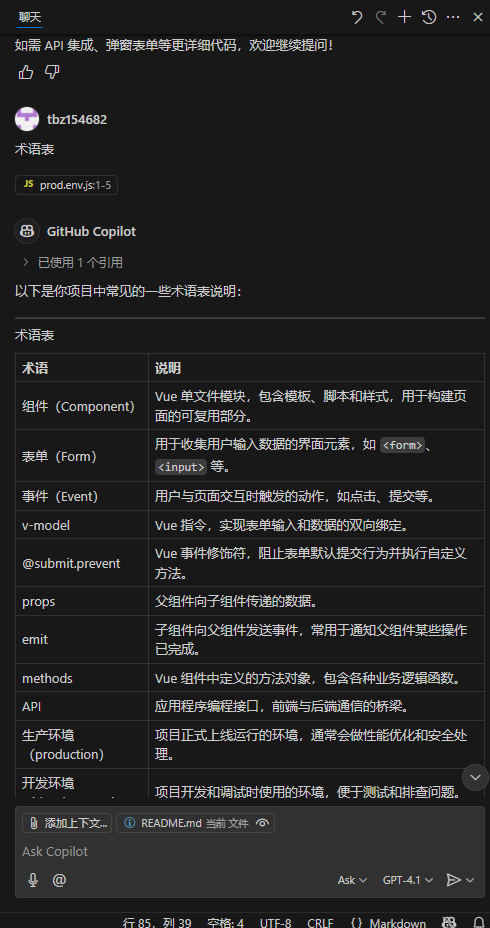 聊天
如需 API 集成、弹窗表单等更详细代码，欢迎继续提问！
tbz154682
术语表
JS prod.env.js:1-5
GitHub Copilot
已使用 1 个引用
以下是你项目中常见的一些术语表说明：
术语表
术语 说明
组件（Component） Vue 单文件模块，包含模板、脚本和样式，用于构建页
面的可复用部分。
表单（Form） 用于收集用户输入数据的界面元素，如 <form>、
<input> 等。
事件（Event） 用户与页面交互时触发的动作，如点击、提交等。
v-model Vue 指令，实现表单输入和数据的双向绑定。
@submit.prevent Vue 事件修饰符，阻止表单默认提交行为并执行自定义
方法。
props 父组件向子组件传递的数据。
emit 子组件向父组件发送事件，常用于通知父组件某些操作
已完成。
methods Vue 组件中定义的方法对象，包含各种业务逻辑函数。
API 应用程序编程接口，前端与后端通信的桥梁。
生产环境
（production） 项目正式上线运行的环境，通常会做性能优化和安全处
理。
开发环境
项目开发和调试时使用的环境，便于测试和排查问题。
添加上下文... README.md 当前 文件
Ask Copilot
@ Ask GPT-4.1
行 85，列 39 空格: 4 UTF-8 CRLF {} Markdown